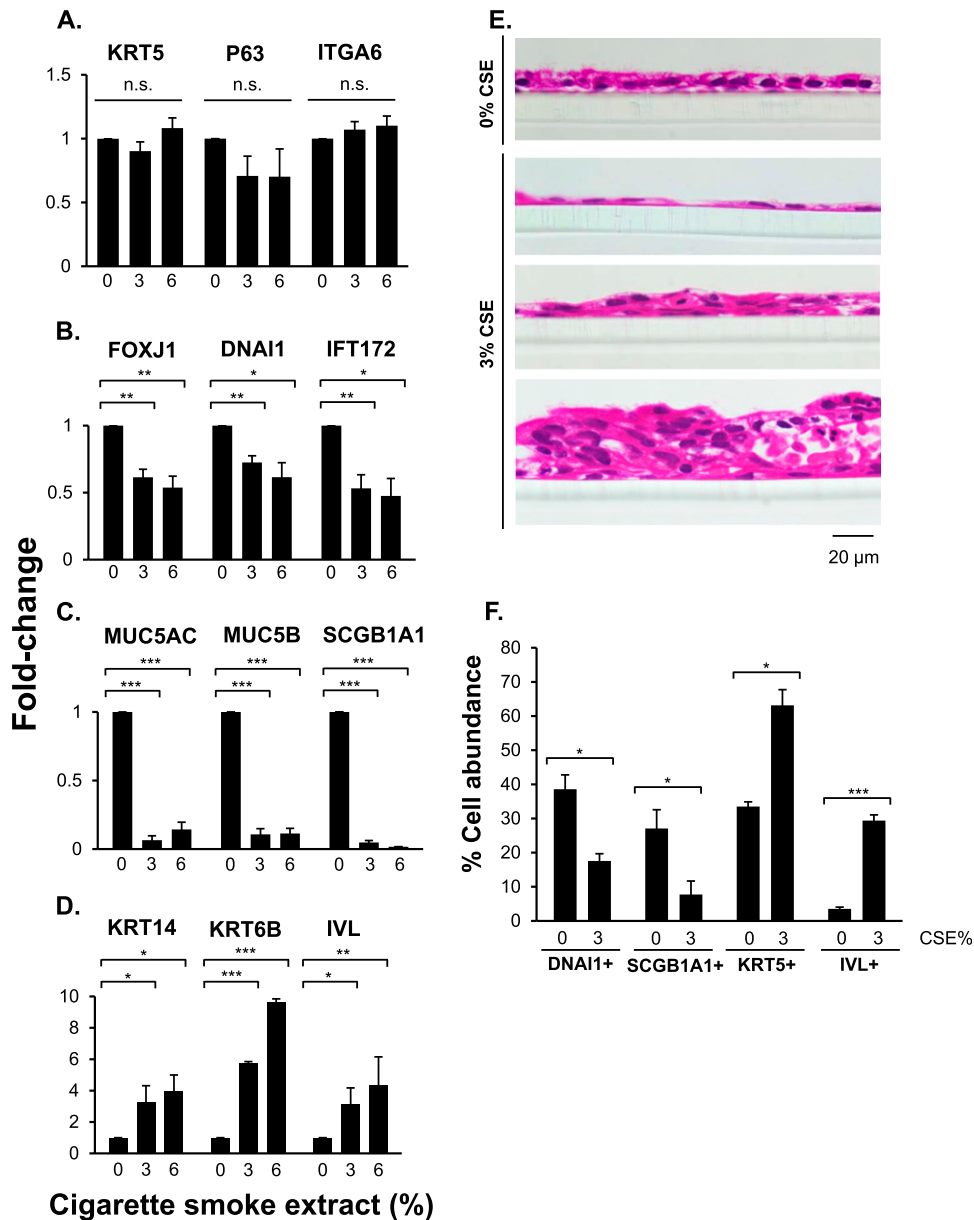 A.
KRT5 P63 ITGA6
n.s. n.s. n.s.
1.5
1
0.5
0
0 3 6 0 3 6 0 3 6
B.
FOXJ1 DNAI1 IFT172
** * *
** ** **
1
0.5
0
0 3 6 0 3 6 0 3 6
Fold-change
C.
MUC5AC MUC5B SCGB1A1
*** *** ***
*** *** ***
1
0.5
0
0 3 6 0 3 6 0 3 6
D.
KRT14 KRT6B IVL
* *** **
* *** *
10
8
6
4
2
0
0 3 6 0 3 6 0 3 6
Cigarette smoke extract (%)
E.
0% CSE
3% CSE
20 µm
F.
% Cell abundance
80
70
60
50
40
30
20
10
0
* * * ***
0 3 0 3 0 3 0 3 CSE%
DNAI1+ SCGB1A1+ KRT5+ IVL+